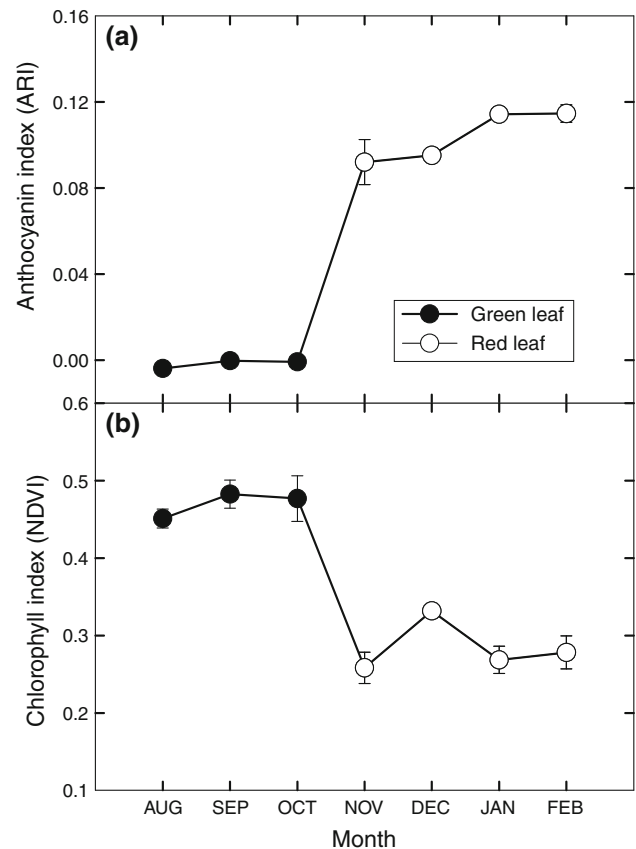 0.16
(a)
0.12
0.08
0.04
0.00
Anthocyanin index (ARI)
Green leaf
Red leaf
0.6
(b)
0.5
0.4
0.3
0.2
0.1
Chlorophyll index (NDVI)
AUG SEP OCT NOV DEC JAN FEB
Month